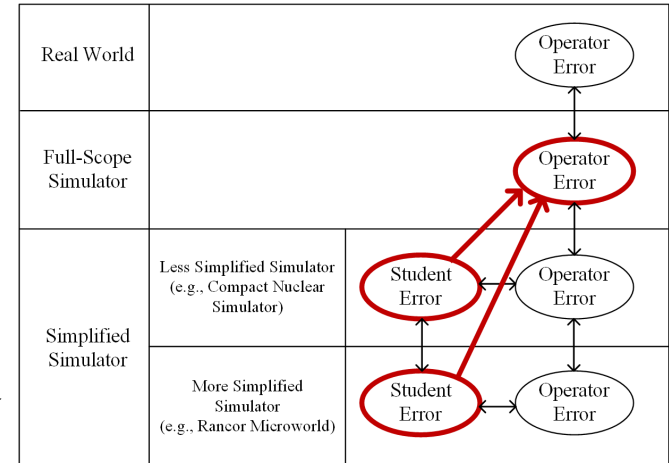 Real World
Operator
Error
Full-Scope
Simulator
Operator
Error
Simplified
Simulator
Less Simplified Simulator
(e.g., Compact Nuclear
Simulator)
Student
Error
Operator
Error
More Simplified
Simulator
(e.g., Rancor Microworld)
Student
Error
Operator
Error